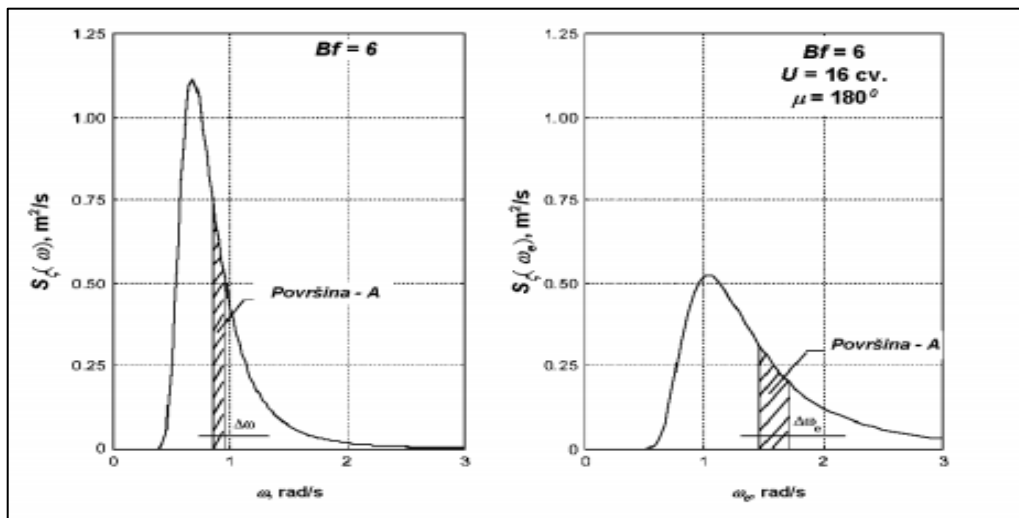 1.25
1.00
0.75
0.50
0.25
0
S_ζ(ω), m²/s
Bf = 6
Površina - A
Δω
0 1 2 3
ω, rad/s
1.25
1.00
0.75
0.50
0.25
0
S_ζ(ω_e), m²/s
Bf = 6
U = 16 cv.
μ = 180⁰
Površina - A
Δω_e
0 1 2 3
ω_e, rad/s